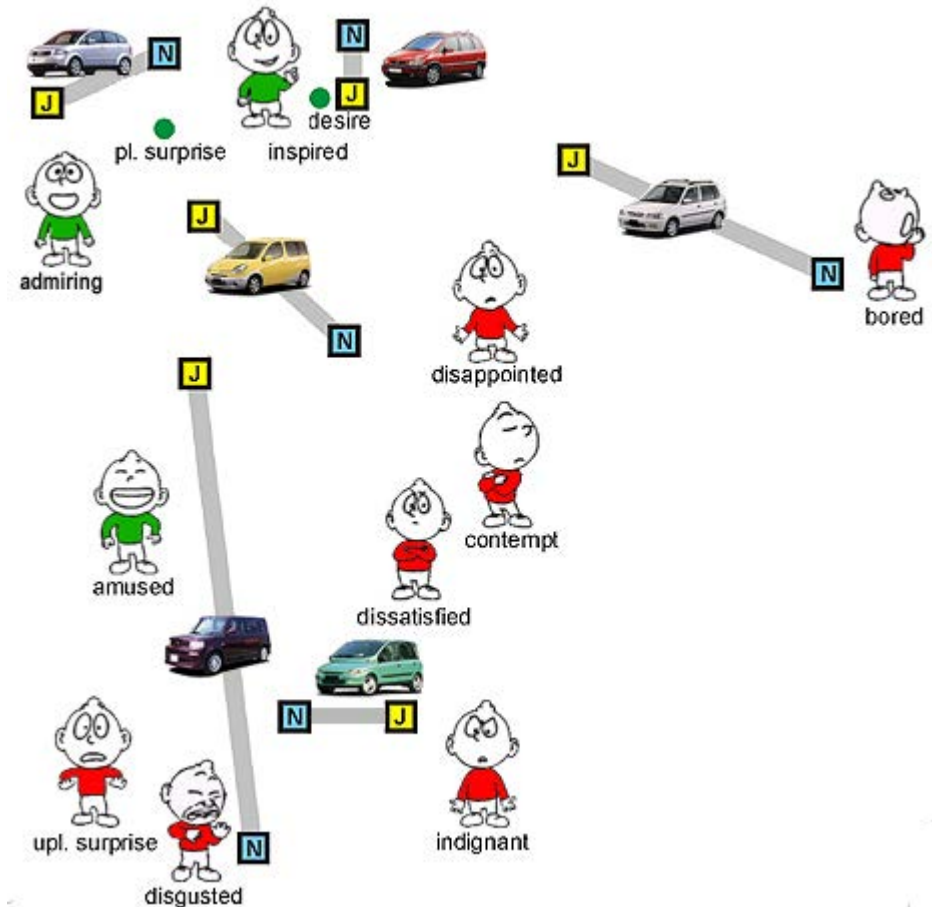 N
N
J
J
desire
pl. surprise
inspired
J
J
admiring
N
bored
N
disappointed
J
contempt
amused
dissatisfied
N
J
upl. surprise
indignant
N
disgusted